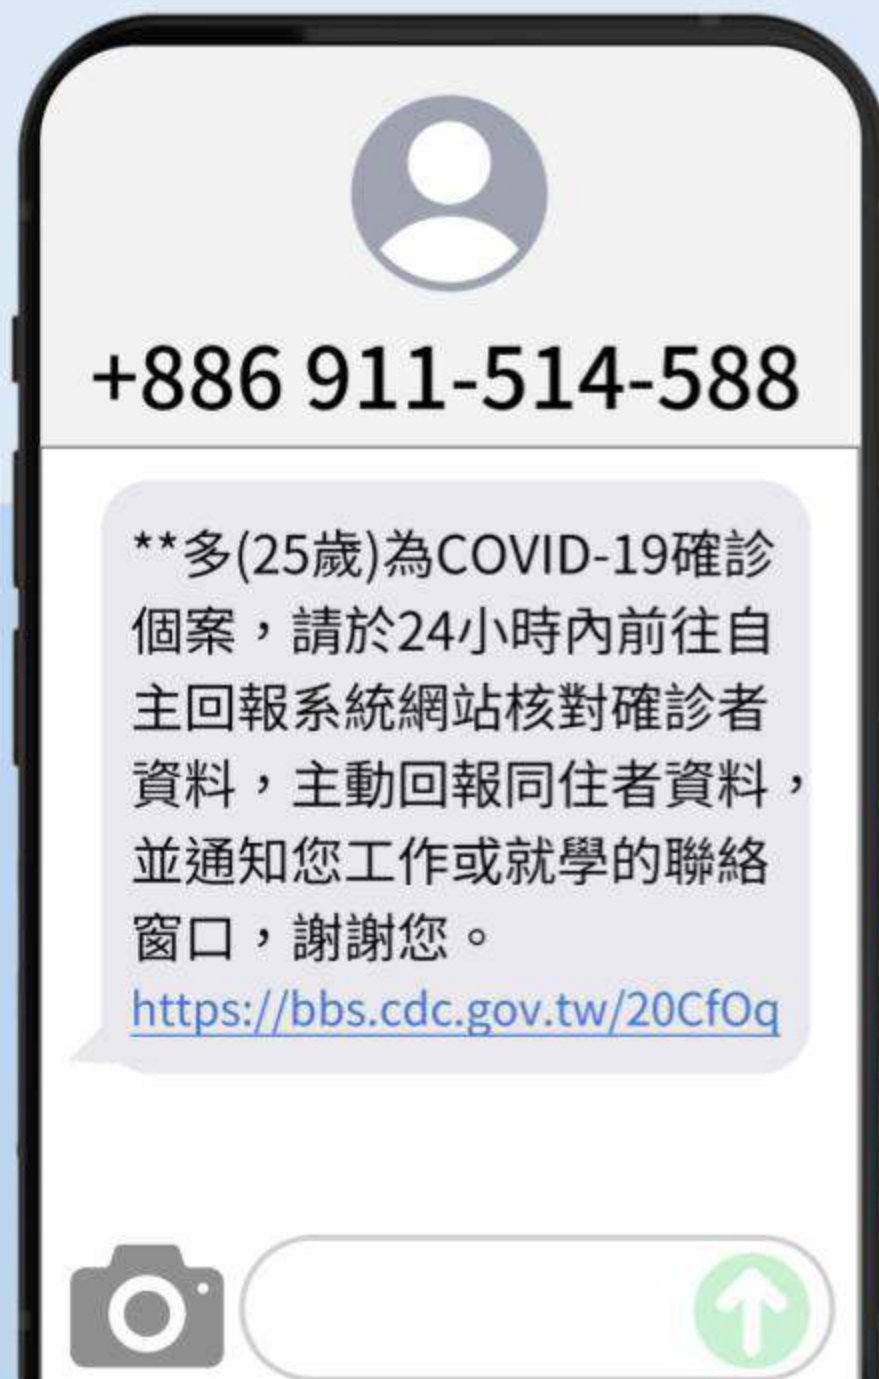 +886 911-514-588
**多(25歲)為COVID-19確診
個案，請於24小時內前往自
主回報系統網站核對確診者
資料，主動回報同住者資料，
並通知您工作或就學的聯絡
窗口，謝謝您。
https://bbs.cdc.gov.tw/20CfOq